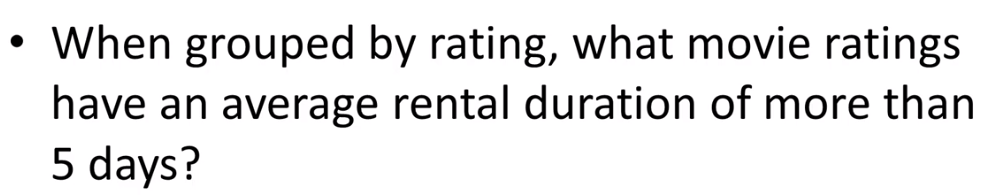 • When grouped by rating, what movie ratings
have an average rental duration of more than
5 days?